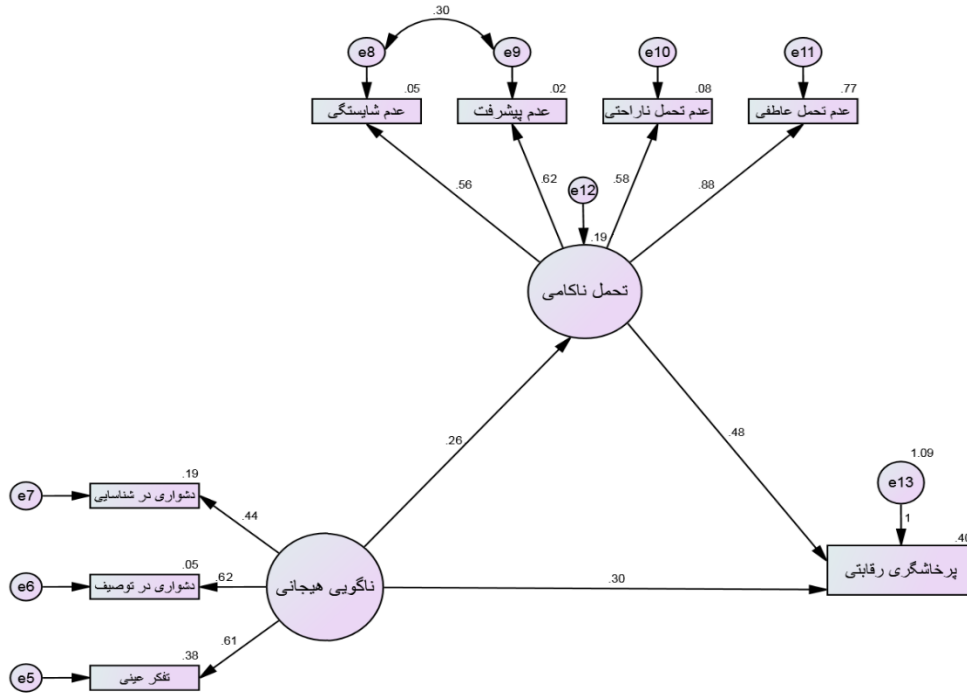 .30
e8
e9
e10
e11
.05
.02
.08
.77
عدم شایستگی
عدم پیشرفت
عدم تحمل ناراحتی
عدم تحمل عاطفی
.56
.62
.58
.88
e12
.19
تحمل ناکامی
.26
.48
.19
e7
دشواری در شناسایی
.44
1.09
e13
1
.40
پرخاشگری رقابتی
.05
e6
دشواری در توصیف
.62
ناگویی هیجانی
.30
.61
.38
e5
تفکر عینی